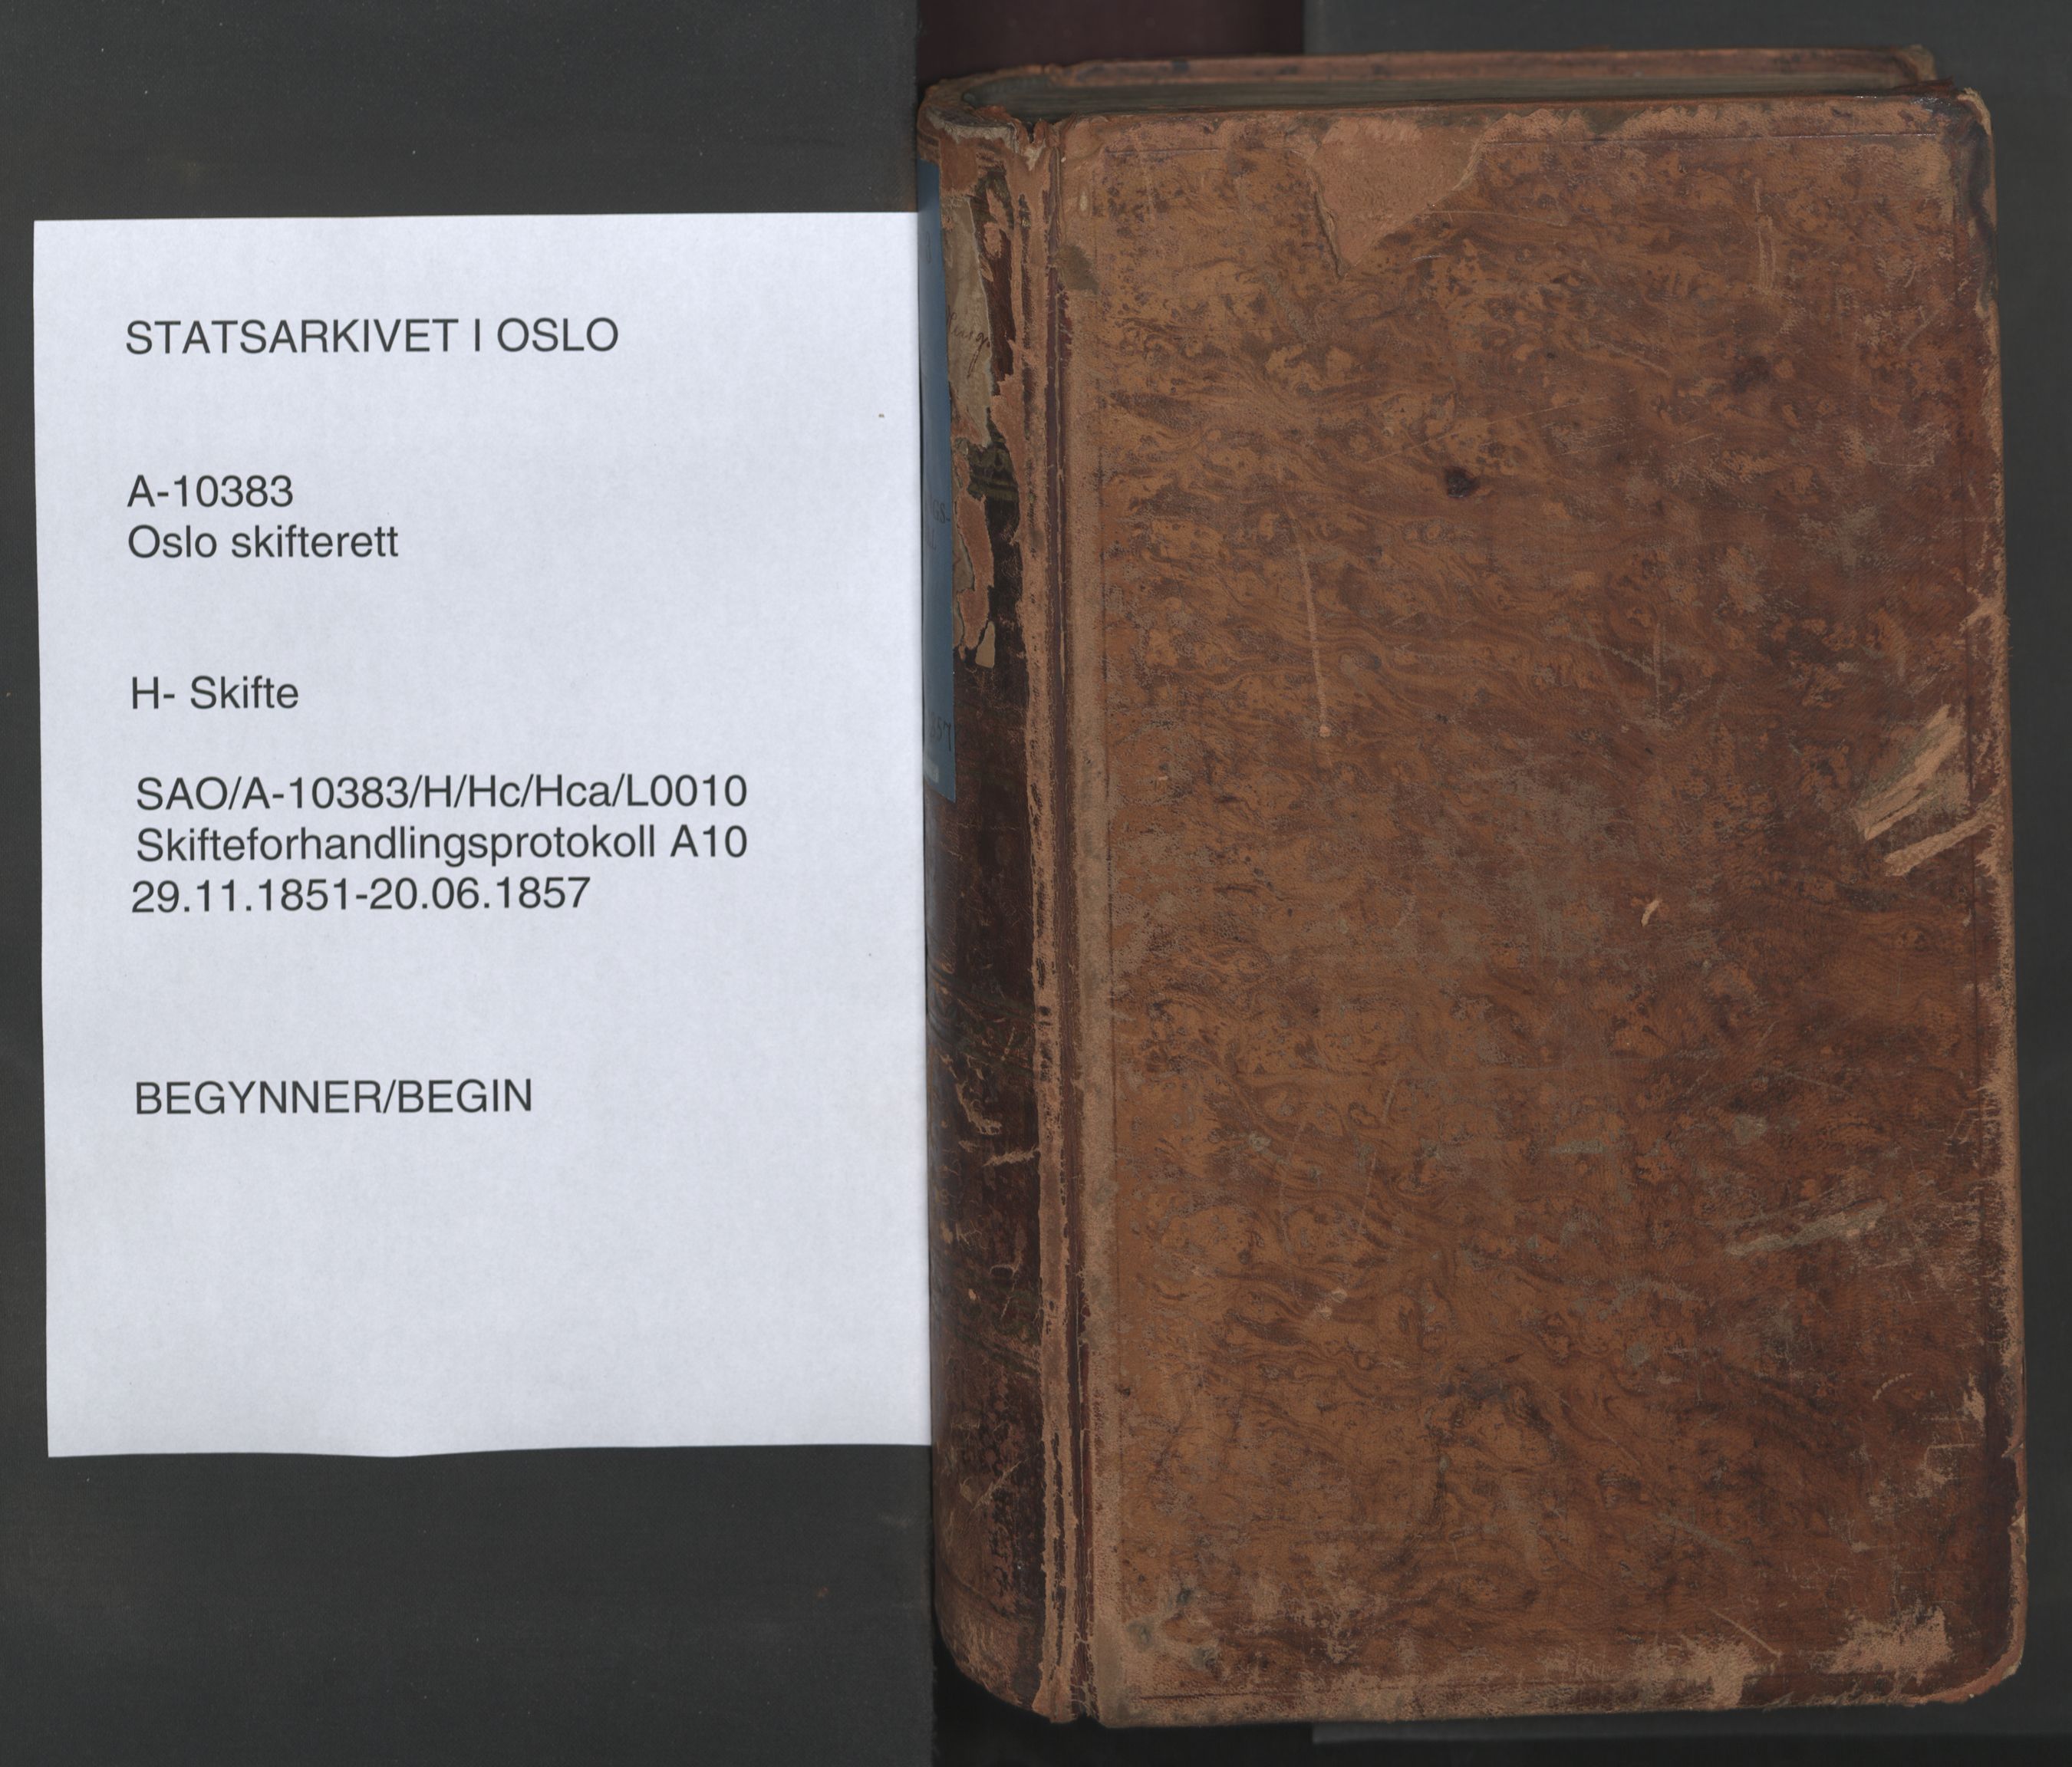 STATSARKIVET I OSLO
A-10383
Oslo skifterett
H- Skifte
SAO/A-10383/H/Hc/Hca/L0010
Skifteforhandlingsprotokoll A10
29.11.1851-20.06.1857
BEGYNNER/BEGIN